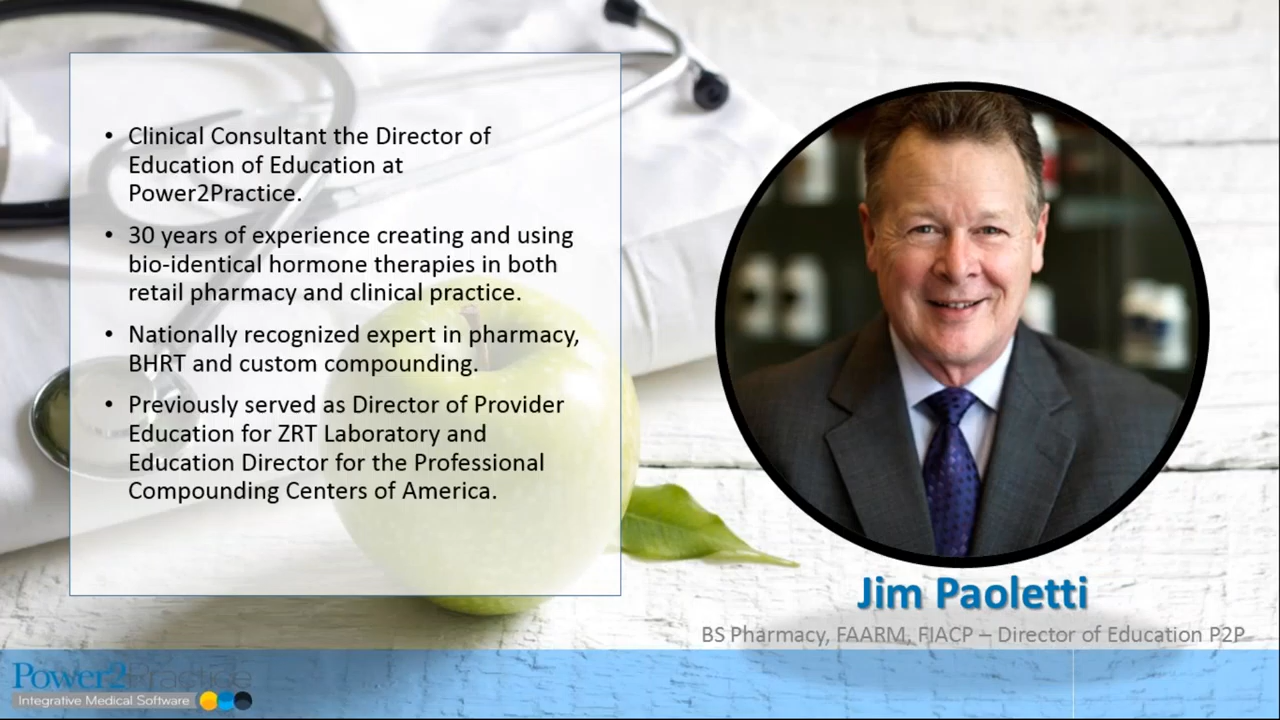 • Clinical Consultant the Director of
Education of Education at
Power2Practice.
• 30 years of experience creating and using
bio-identical hormone therapies in both
retail pharmacy and clinical practice.
• Nationally recognized expert in pharmacy,
BHRT and custom compounding.
• Previously served as Director of Provider
Education for ZRT Laboratory and
Education Director for the Professional
Compounding Centers of America.
Jim Paoletti
BS Pharmacy, FAARM, FIACP – Director of Education P2P
Power2Practice
Integrative Medical Software